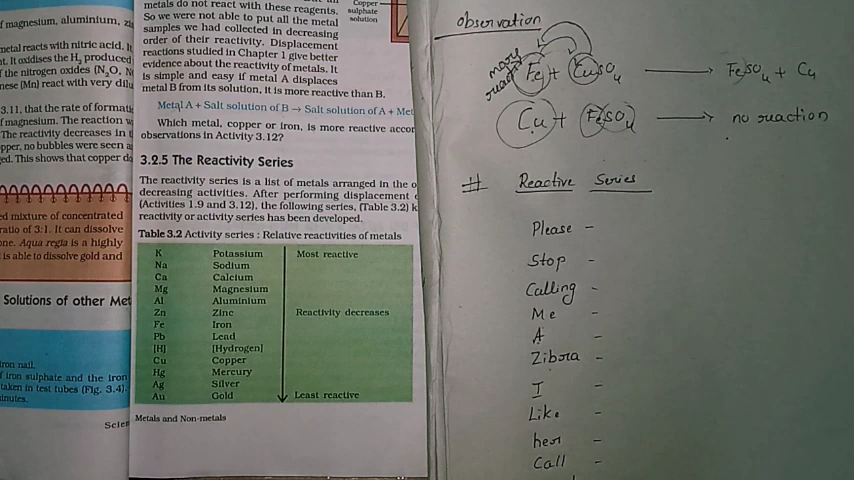 f magnesium, aluminium,
metal reacts with nitric acid. It
t. It oxidises the H₂ produced
f the nitrogen oxides (N₂O, N
nese (Mn) react with very dilu
3.11, that the rate of formati
f magnesium. The reaction w
The reactivity decreases in t
pper, no bubbles were seen a
ged. This shows that copper do
ed mixture of concentrated
ratio of 3:1. It can dissolve
one. Aqua regia is a highly
is able to dissolve gold and
Solutions of other Met
iron nail.
f iron sulphate and the iron
taken in test tubes (Fig. 3.4).
inutes.
Scien
metals do not react with these reagents.
So we were not able to put all the metal
samples we had collected in decreasing
order of their reactivity. Displacement
reactions studied in Chapter 1 give better
evidence about the reactivity of metals. It
is simple and easy if metal A displaces
metal B from its solution, it is more reactive than B.
Metal A + Salt solution of B → Salt solution of A + Met
Which metal, copper or iron, is more reactive accor
observations in Activity 3.12?
Copper
sulphate
solution
3.2.5 The Reactivity Series
The reactivity series is a list of metals arranged in the o
decreasing activities. After performing displacement
(Activities 1.9 and 3.12), the following series, (Table 3.2) k
reactivity or activity series has been developed.
Table 3.2 Activity series : Relative reactivities of metals
K Potassium Most reactive
Na Sodium
Ca Calcium
Mg Magnesium
Al Aluminium
Zn Zinc Reactivity decreases
Fe Iron
Pb Lead
[H] [Hydrogen]
Cu Copper
Hg Mercury
Ag Silver
Au Gold Least reactive
Metals and Non-metals
observation
more
Fe + CuSO₄ → FeSO₄ + Cu
Cu + FeSO₄ → no reaction
# Reactive Series
Please -
Stop -
Calling -
Me -
A -
Zibora -
I -
Like -
her -
Call -